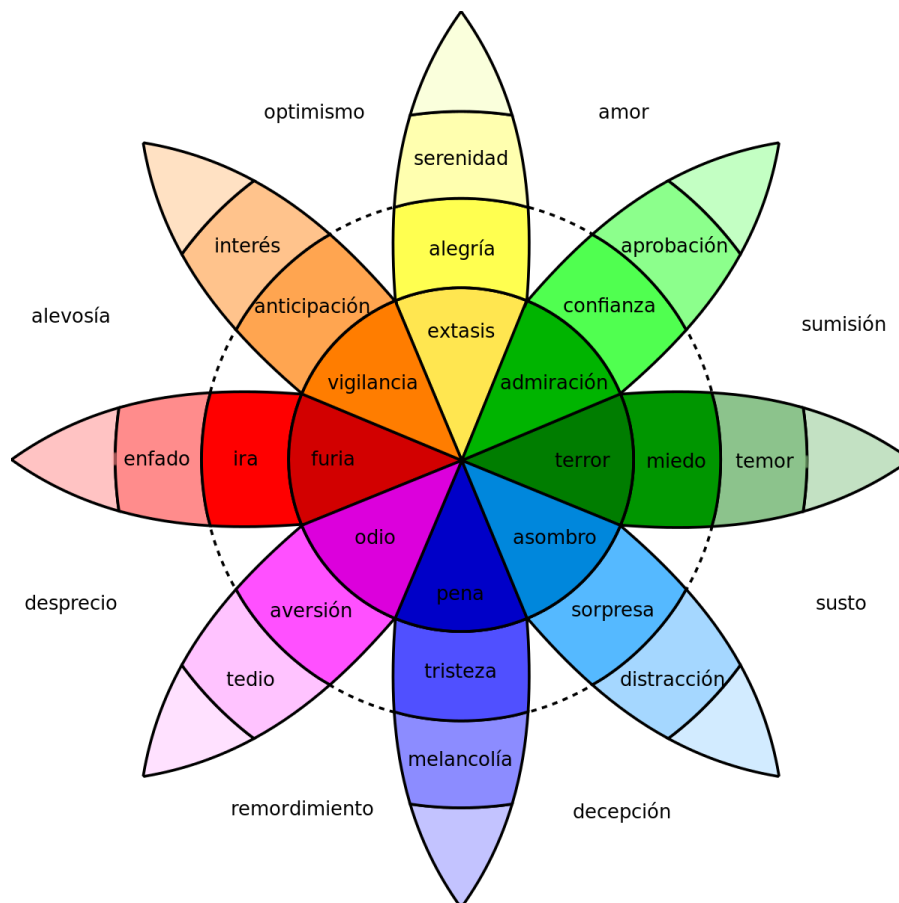 optimismo
amor
serenidad
interés
alegría
aprobación
anticipación
confianza
alevosía
extasis
sumisión
vigilancia
admiración
enfado
ira
furia
terror
miedo
temor
odio
asombro
desprecio
pena
susto
aversión
sorpresa
tedio
tristeza
distracción
melancolía
remordimiento
decepción